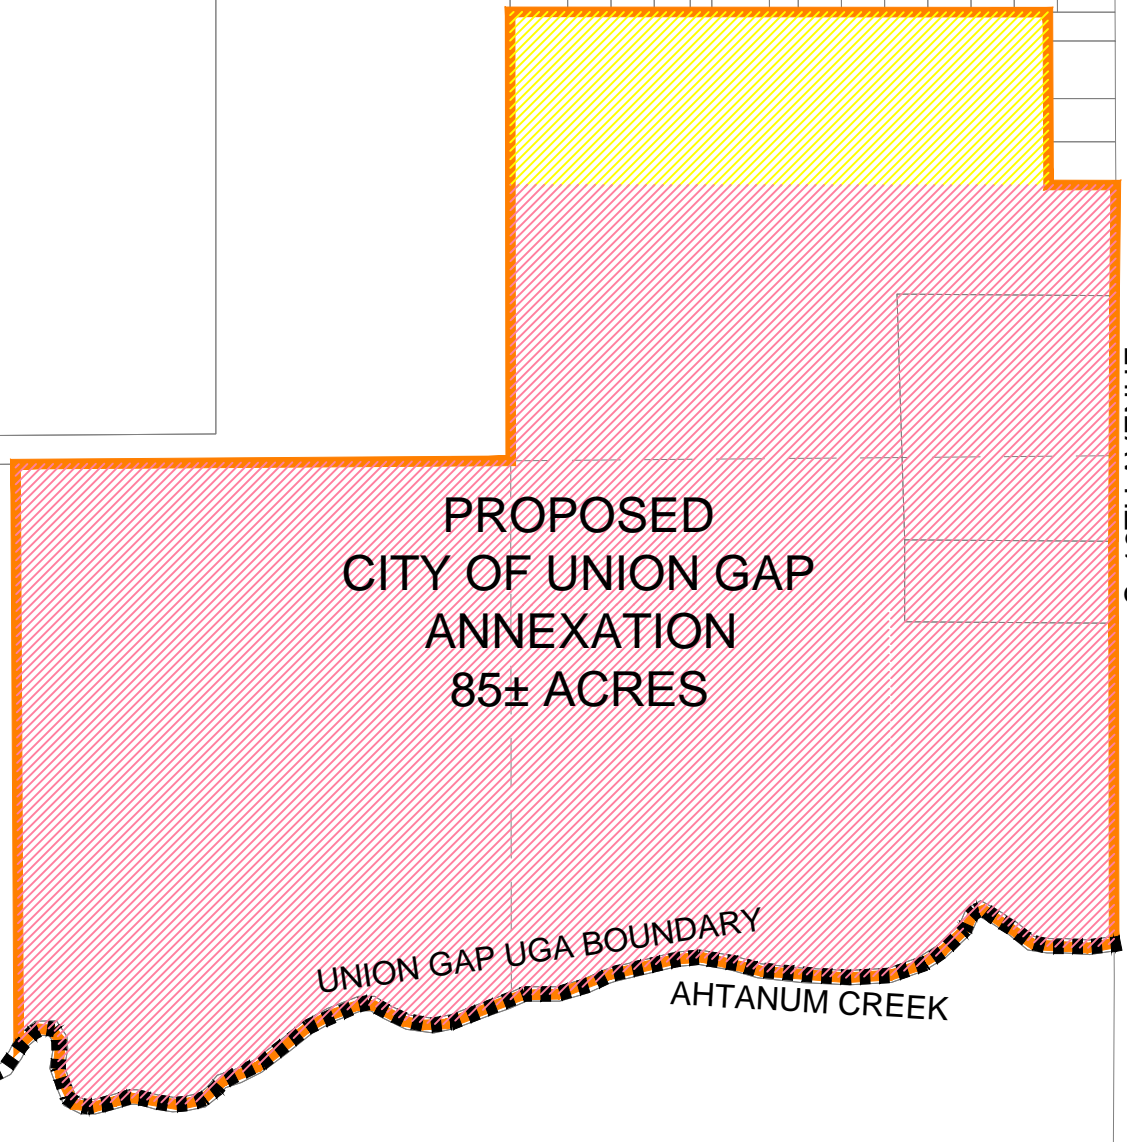 PROPOSED
CITY OF UNION GAP
ANNEXATION
85± ACRES
UNION GAP UGA BOUNDARY
AHTANUM CREEK